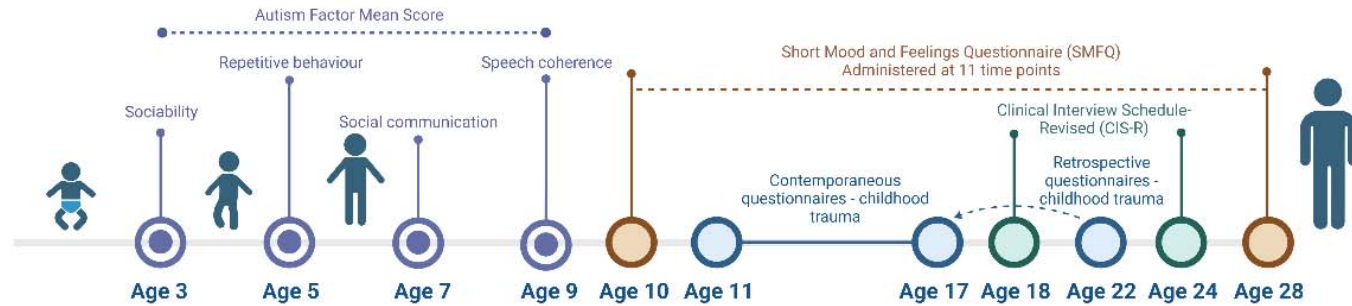 Autism Factor Mean Score
Repetitive behaviour
Speech coherence
Short Mood and Feelings Questionnaire (SMFQ)
Administered at 11 time points
Sociability
Social communication
Clinical Interview Schedule-
Revised (CIS-R)
Contemporaneous
questionnaires - childhood
trauma
Retrospective
questionnaires -
childhood trauma
Age 3
Age 5
Age 7
Age 9
Age 10
Age 11
Age 17
Age 18
Age 22
Age 24
Age 28